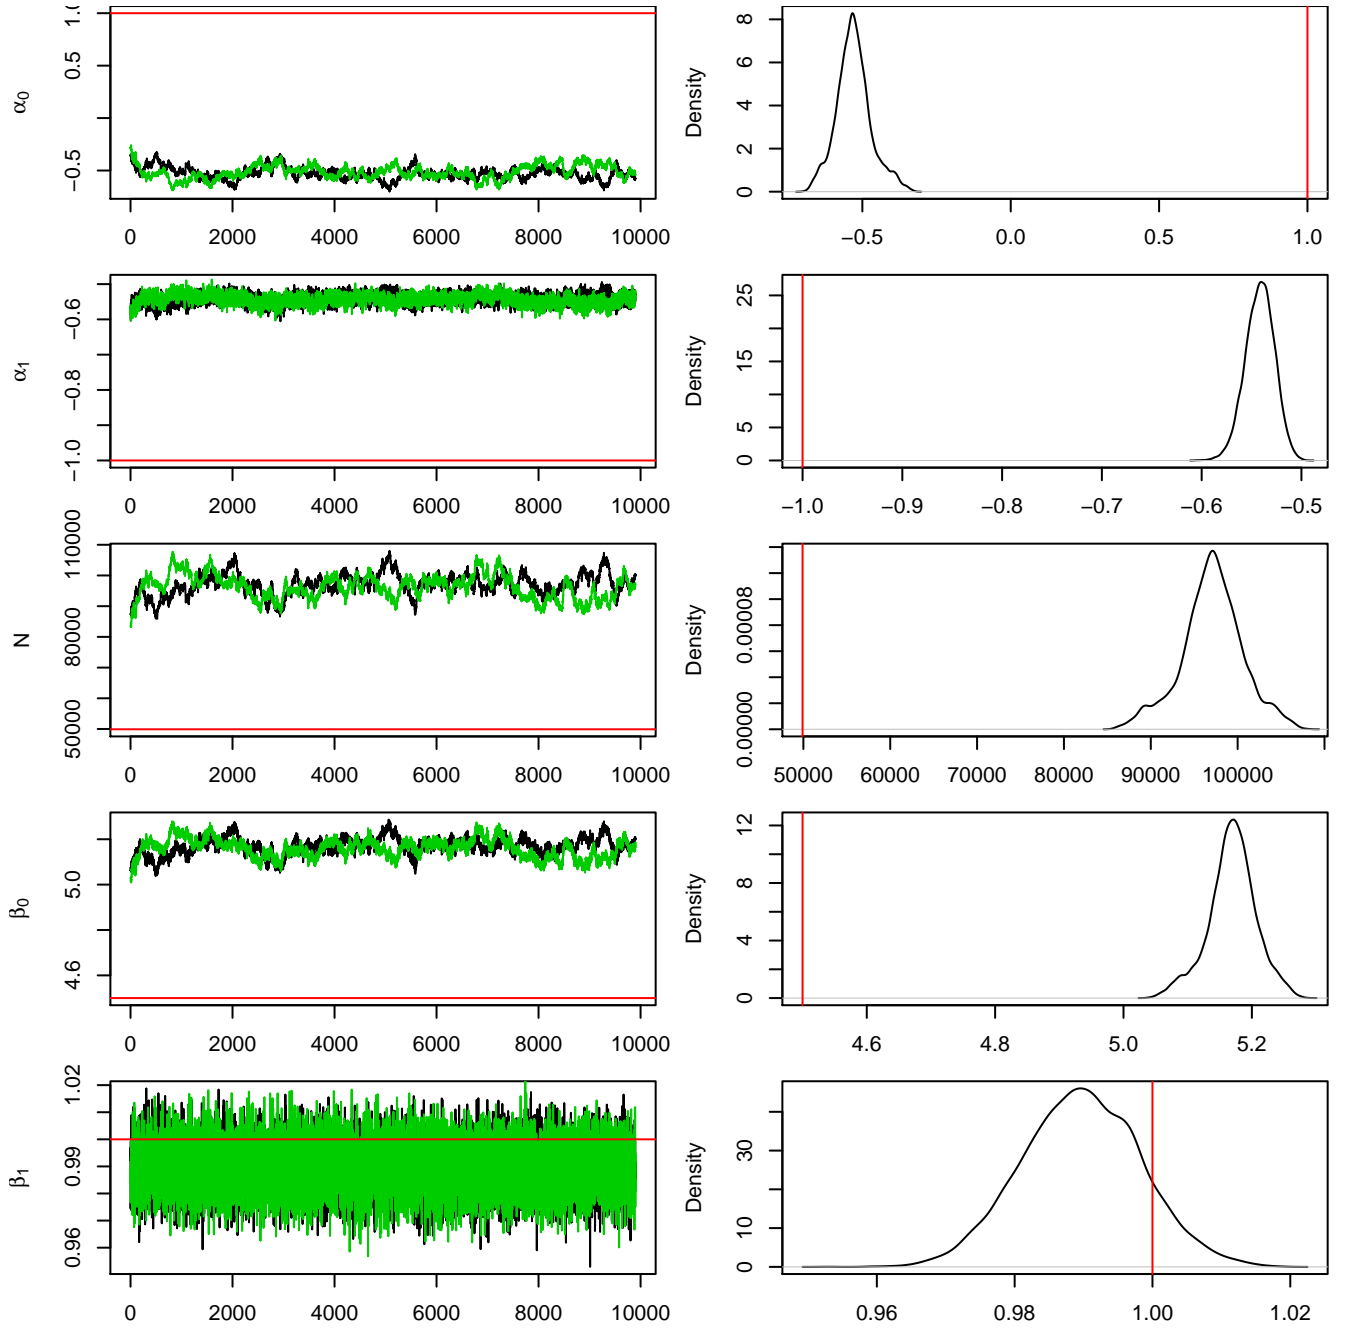 α0
1.0
0.5
−0.5
0 2000 4000 6000 8000 10000
Density
8
6
4
2
0
−0.5 0.0 0.5 1.0
α1
−0.6
−0.8
−1.0
0 2000 4000 6000 8000 10000
Density
25
15
5
0
−1.0 −0.9 −0.8 −0.7 −0.6 −0.5
N
110000
80000
50000
0 2000 4000 6000 8000 10000
Density
0.00008
0.00000
50000 60000 70000 80000 90000 100000
β0
5.0
4.6
0 2000 4000 6000 8000 10000
Density
12
8
4
0
4.6 4.8 5.0 5.2
β1
1.02
0.99
0.96
0 2000 4000 6000 8000 10000
Density
30
10
0
0.96 0.98 1.00 1.02